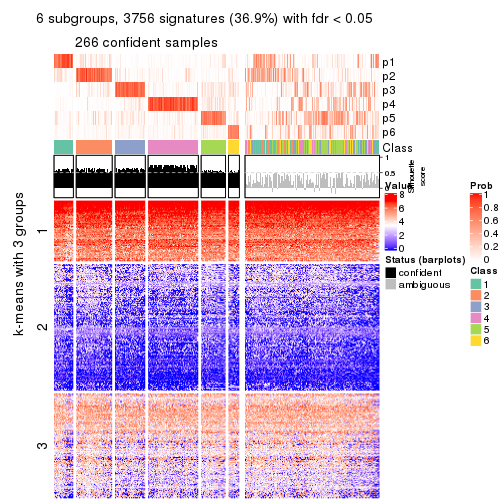 6 subgroups, 3756 signatures (36.9%) with fdr < 0.05
266 confident samples
p1
p2
p3
p4
p5
p6
Class
1
0.5
0
Silhouette
score
k-means with 3 groups
1
2
3
Value
8
6
4
2
0
Status (barplots)
confident
ambiguous
Prob
1
0.8
0.6
0.4
0.2
0
Class
1
2
3
4
5
6